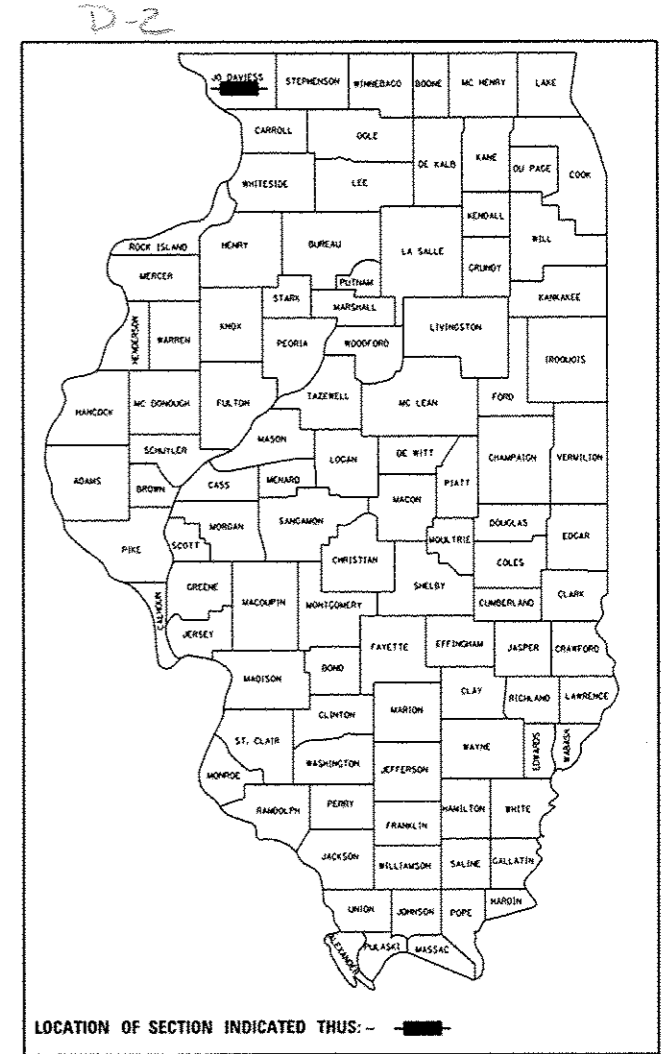 D-2
JO DAVIESS STEPHENSON WINNEBAGO BOONE MC HENRY LAKE
CARROLL OGLE DE KALB KANE DU PAGE COOK
WHITESIDE LEE
KENDALL WILL
ROCK ISLAND HENRY BUREAU LA SALLE GRUNDY
MERCER PUTNAM KANKAKEE
STARK MARSHALL
HENDERSON WARREN KNOX PEORIA WOODFORD LIVINGSTON IROQUOIS
HANCOCK MC DONOUGH FULTON TAZEWELL MC LEAN FORD
MASON
SCHUYLER LOGAN DE WITT CHAMPAIGN VERMILION
ADAMS BROWN CASS MENARD PIATT
MACON
MORGAN SANGAMON DOUGLAS
PIKE SCOTT CHRISTIAN MOULTRIE COLES EDGAR
GREENE SHELBY
CALHOUN MACOUPIN MONTGOMERY CUMBERLAND CLARK
JERSEY
FAYETTE EFFINGHAM JASPER CRAWFORD
MADISON BOND
CLAY RICHLAND LAWRENCE
CLINTON MARION
ST. CLAIR WAYNE EDWARDS WABASH
WASHINGTON JEFFERSON
MONROE
RANDOLPH PERRY HAMILTON WHITE
FRANKLIN
JACKSON WILLIAMSON SALINE GALLATIN
HARDIN
UNION JOHNSON POPE
ALEXANDER PULASKI MASSAC
LOCATION OF SECTION INDICATED THUS: -